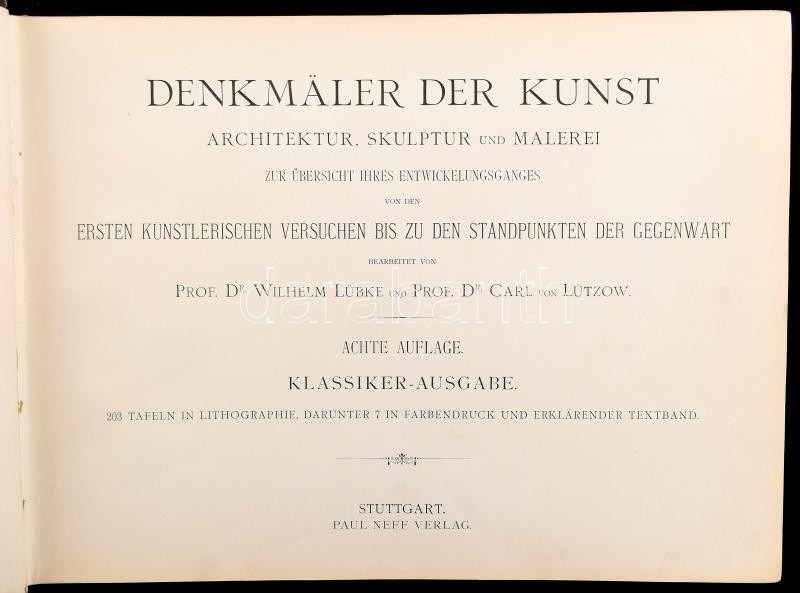 DENKMÄLER DER KUNST
ARCHITEKTUR, SKULPTUR UND MALEREI
ZUR ÜBERSICHT IHRES ENTWICKELUNGSGANGES
VON DEN
ERSTEN KÜNSTLERISCHEN VERSUCHEN BIS ZU DEN STANDPUNKTEN DER GEGENWART
BEARBEITET VON
PROF. DR. WILHELM LÜBKE UND PROF. DR. CARL VON LÜTZOW.
darabanth
ACHTE AUFLAGE.
KLASSIKER-AUSGABE.
203 TAFELN IN LITHOGRAPHIE, DARUNTER 7 IN FARBENDRUCK UND ERKLÄRENDER TEXTBAND.
STUTTGART.
PAUL NEFF VERLAG.